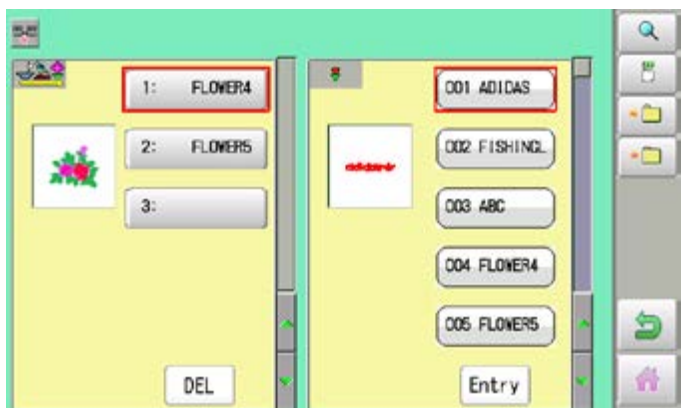 1: FLOWER4
2: FLOWER5
3:
DEL
001 ADIDAS
002 FISHINGL
003 ABC
004 FLOWER4
005 FLOWER5
Entry